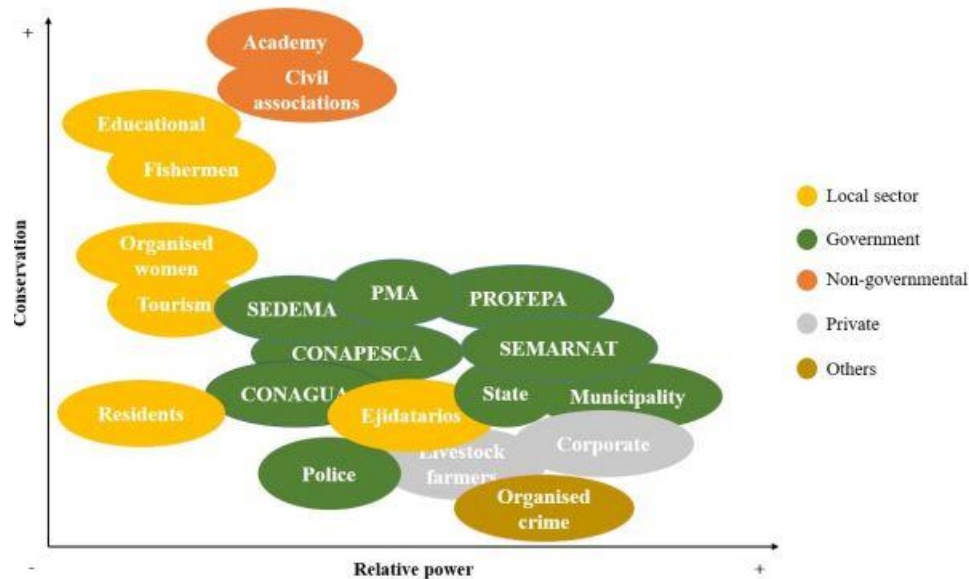 +
Academy
Civil
associations
Educational
Fishermen
Organised
women
Tourism
SEDEMA
PMA
PROFEPA
CONAPESCA
SEMARNAT
CONAGUA
State
Municipality
Residents
Ejidatarios
Corporate
Livestock
farmers
Police
Organised
crime
Conservation
-
Relative power
+
Local sector
Government
Non-governmental
Private
Others